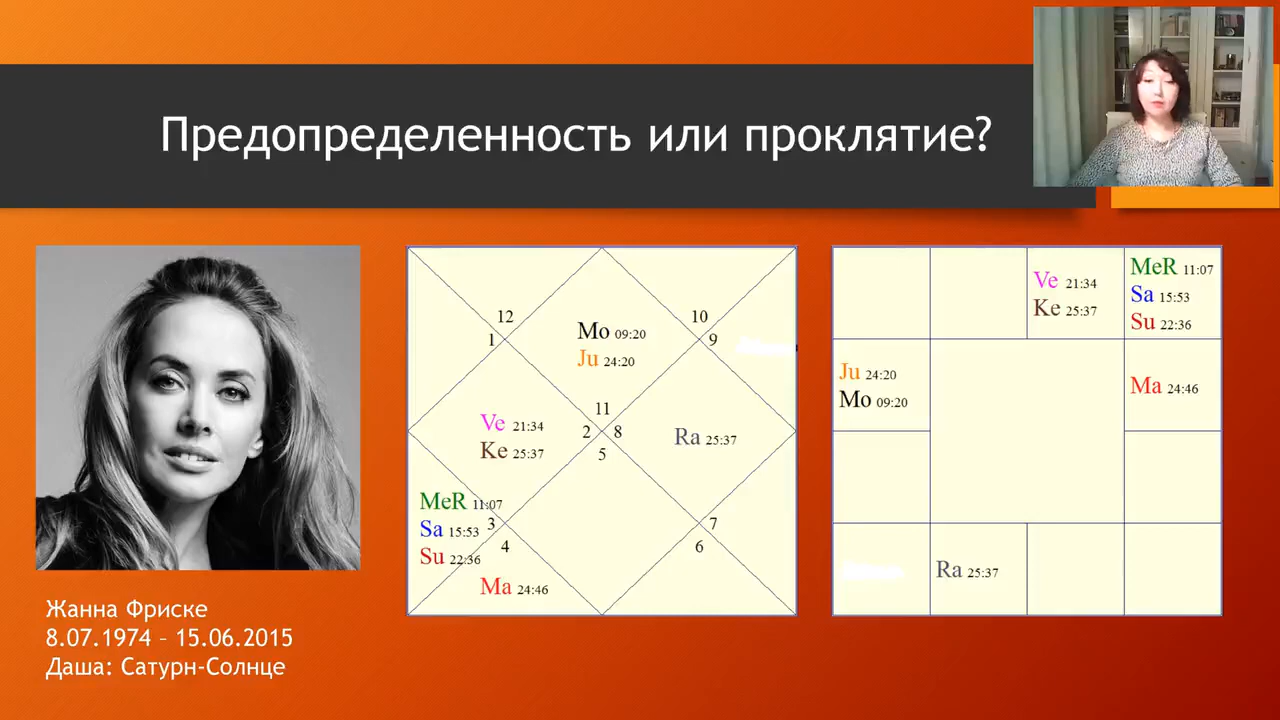 Предопределенность или проклятие?
12
1
Mo 09:20
Ju 24:20
10
9
Ve 21:34
Ke 25:37
11
2 8
5
Ra 25:37
MeR 11:07
Sa 15:53
Su 22:36
3
4
Ma 24:46
7
6
Ve 21:34
Ke 25:37
MeR 11:07
Sa 15:53
Su 22:36
Ju 24:20
Mo 09:20
Ma 24:46
Ra 25:37
Жанна Фриске
8.07.1974 – 15.06.2015
Даша: Сатурн-Солнце